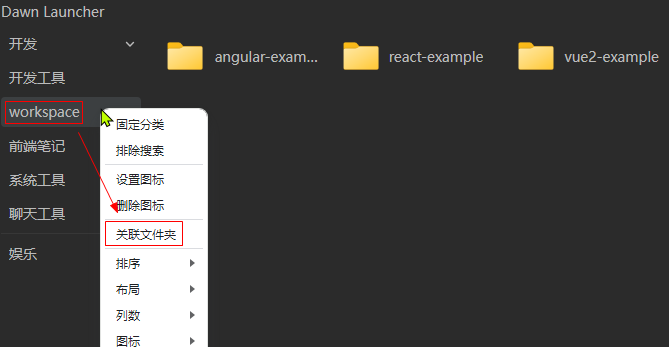 Dawn Launcher
开发
angular-exam...
react-example
vue2-example
开发工具
workspace
固定分类
前端笔记
排除搜索
系统工具
设置图标
聊天工具
删除图标
关联文件夹
娱乐
排序
布局
列数
图标